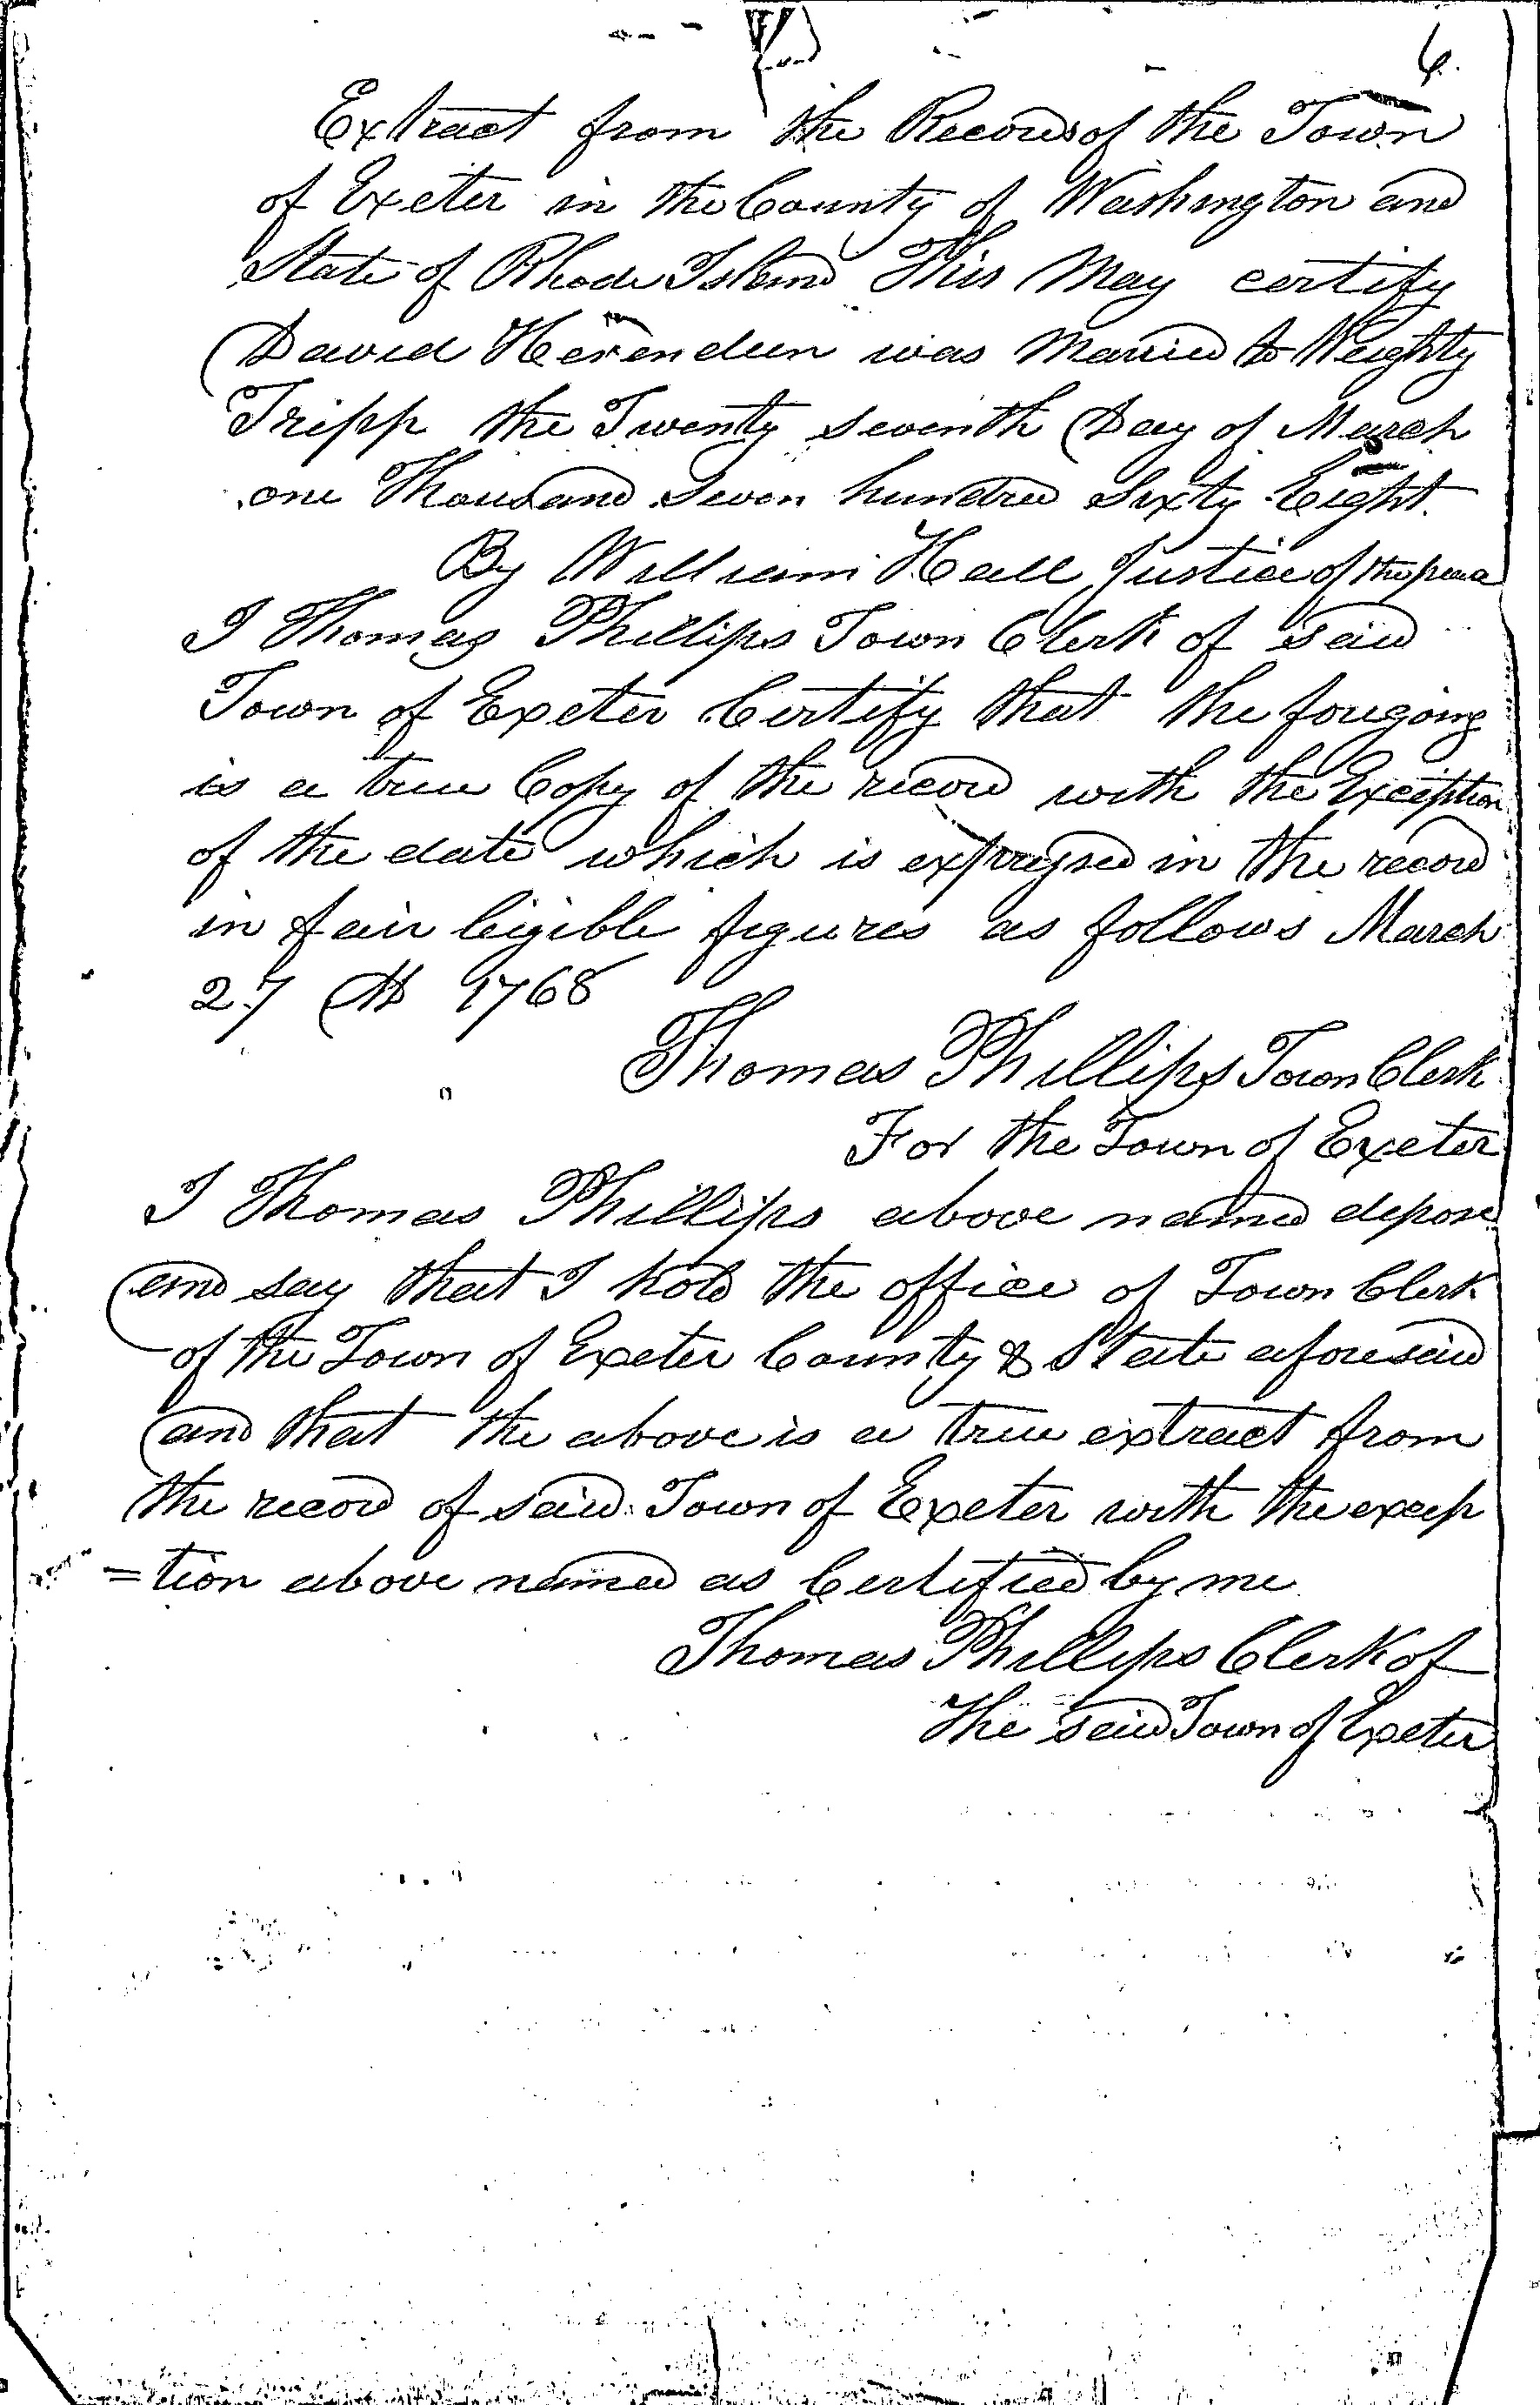 6.
Extract from the Records of the Town
of Exeter in the County of Washington and
State of Rhode Island This May certify
David Herendeen was Married to Weighty
Tripp the Twenty seventh Day of March
one Thousand Seven hundred Sixty Eight.
By William Hall Justice of the peace
I Thomas Phillips Town Clerk of said
Town of Exeter Certify that the foregoing
is a true Copy of the record with the Exception
of the date which is expressed in the record
in fair legible figures as follows March
27 AD 1768
Thomas Phillips Town Clerk
For the Town of Exeter
I Thomas Phillips above named depose
and say that I hold the office of Town Clerk
of the Town of Exeter County & State aforesaid
and that the above is a true extract from
the record of said Town of Exeter with the excep
=tion above named as Certified by me
Thomas Phillips Clerk of
The said Town of Exeter